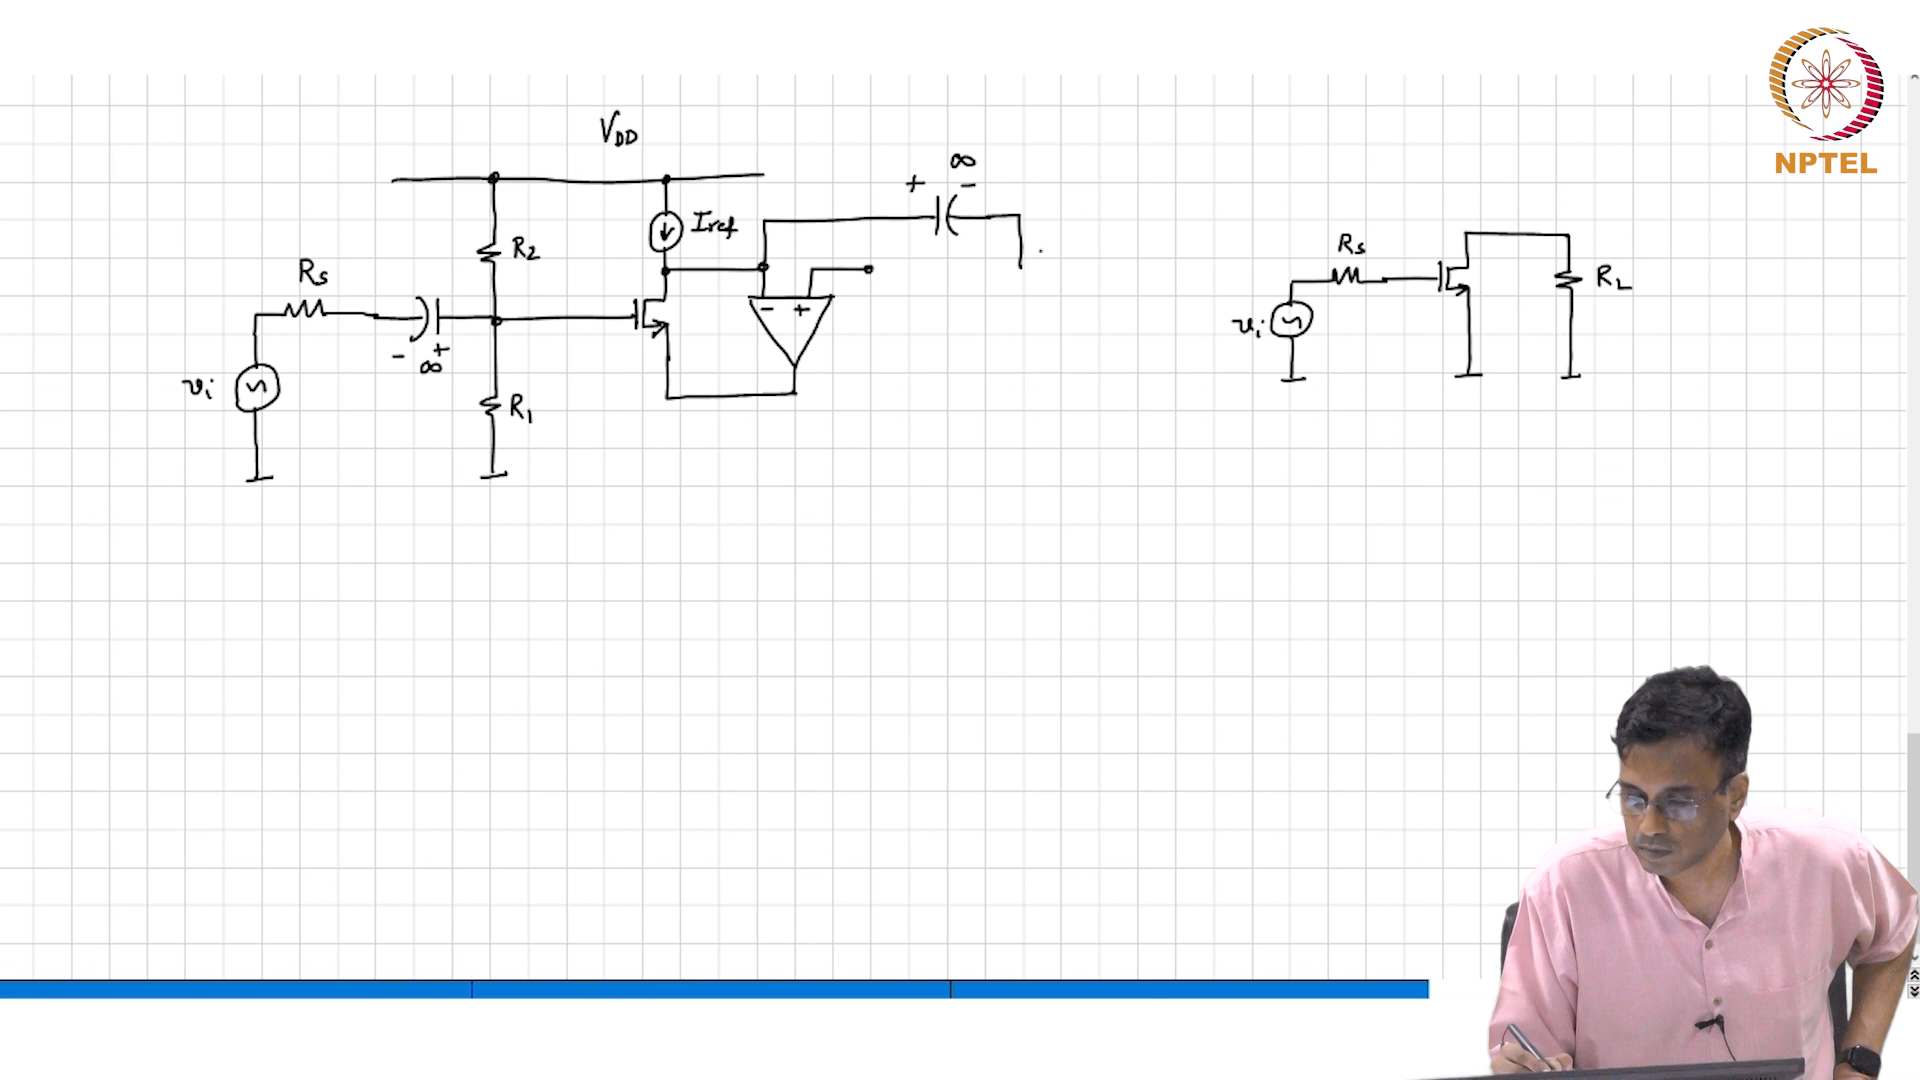 NPTEL
V_DD
∞
+ -
I_ref
R_2
R_s
- +
- +
∞
v_i
R_1
R_s
R_L
v_i